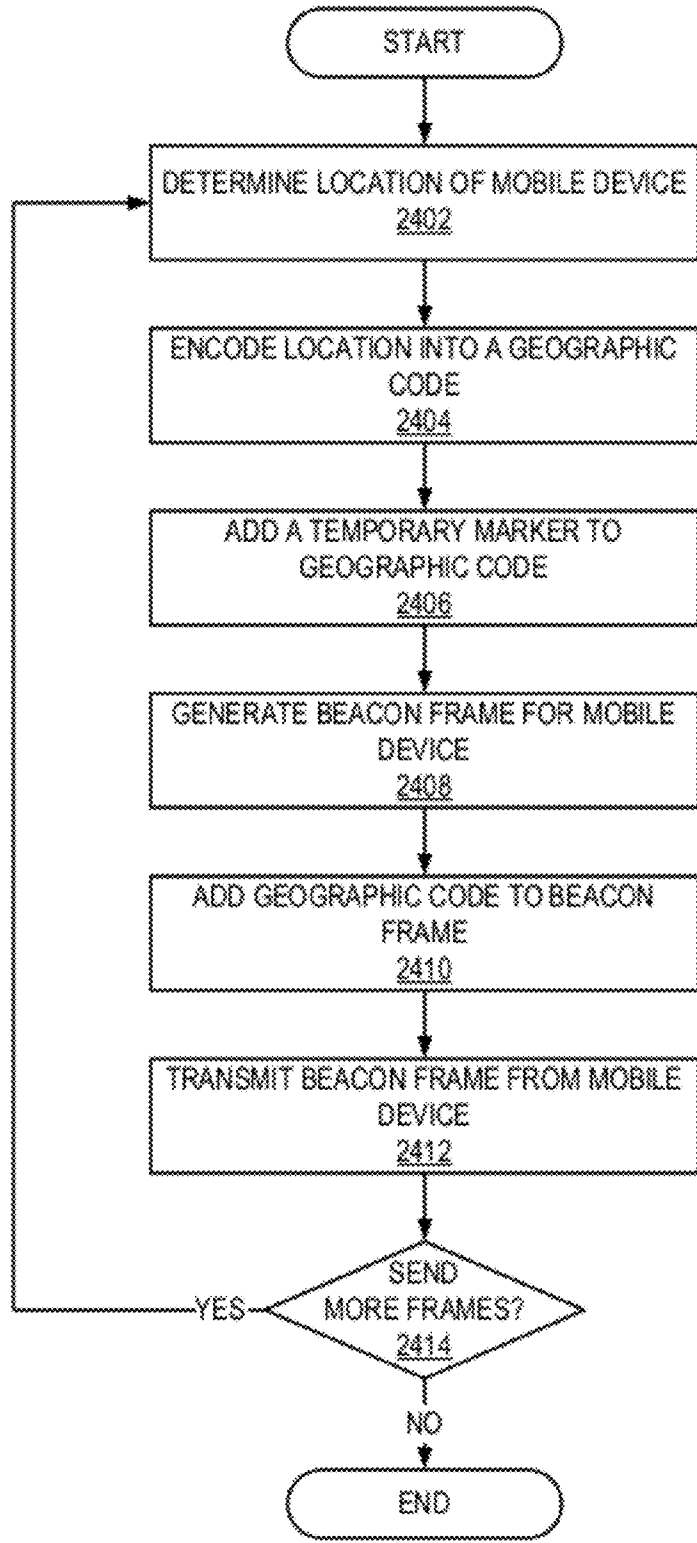 START
DETERMINE LOCATION OF MOBILE DEVICE
2402
ENCODE LOCATION INTO A GEOGRAPHIC
CODE
2404
ADD A TEMPORARY MARKER TO
GEOGRAPHIC CODE
2406
GENERATE BEACON FRAME FOR MOBILE
DEVICE
2408
ADD GEOGRAPHIC CODE TO BEACON
FRAME
2410
TRANSMIT BEACON FRAME FROM MOBILE
DEVICE
2412
SEND
MORE FRAMES?
2414
YES
NO
END